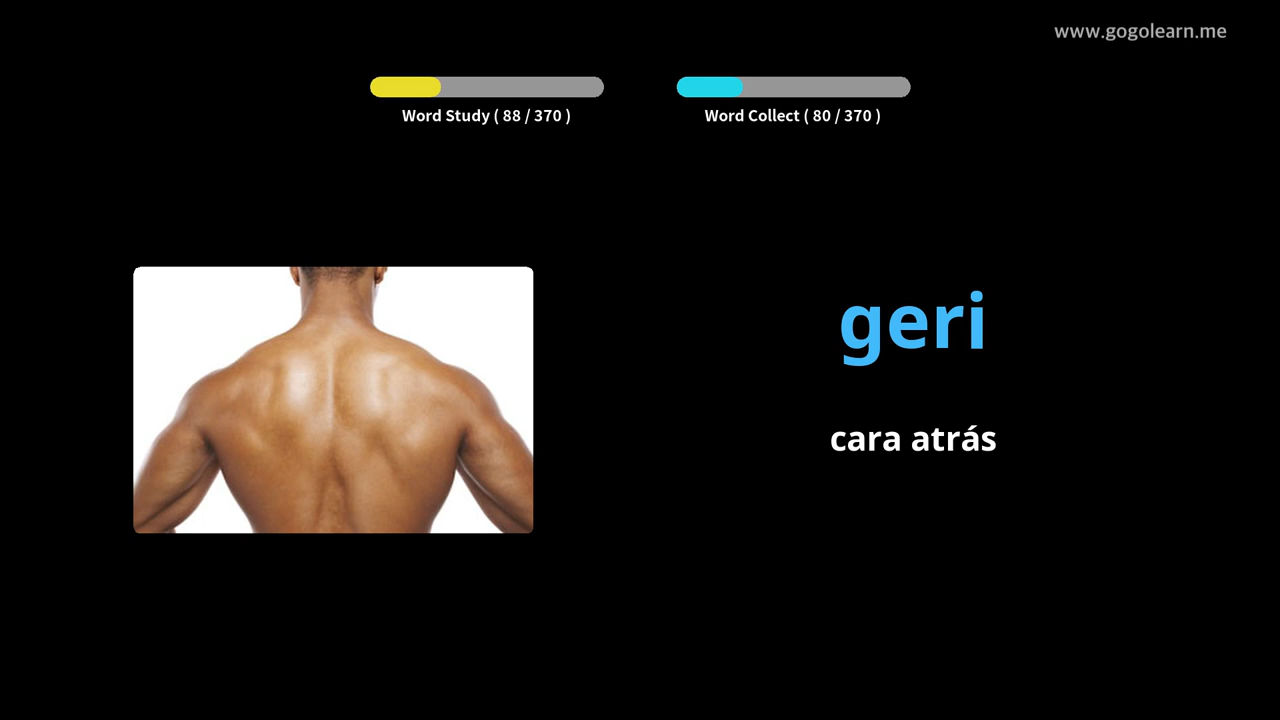 www.gogolearn.me
Word Study ( 88 / 370 )
Word Collect ( 80 / 370 )
geri
cara atrás